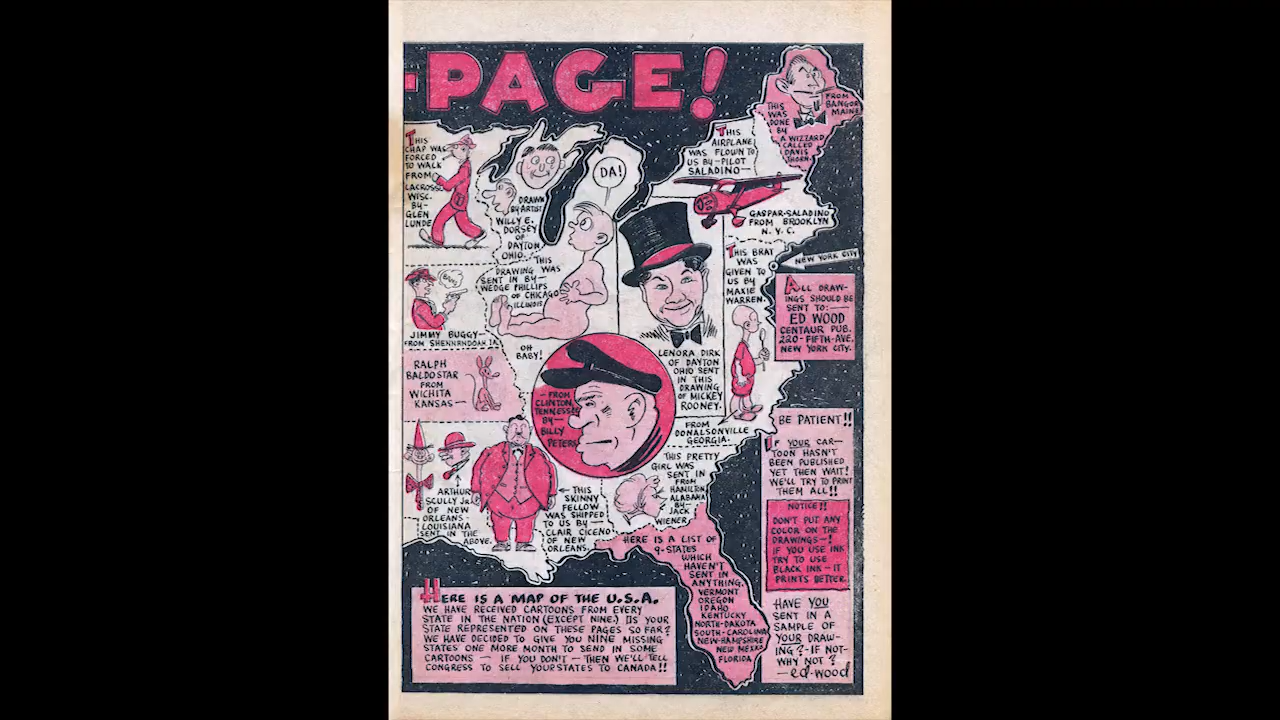 -PAGE!
THIS
CHAP WAS
FORCED
TO WALK
FROM
LACROSSE
WISC.
BY-
GLEN
LUNDE
DRAWN
BY ARTIST
WILLY E.
DORSEY
OF
DAYTON
OHIO.
DA!
THIS
AIRPLANE
WAS FLOWN TO
US BY-PILOT
SALADINO-
GASPAR-SALADINO
FROM BROOKLYN
N.Y.C.
THIS
WAS
DONE
BY
A WIZZARD
CALLED
DAVIS
THORN.
FROM
BANGOR
MAINE
NEW YORK CITY
THIS
DRAWING WAS
SENT IN BY-
WEDGE PHILLIPS
OF CHICAGO
ILLINOIS
THIS BRAT
WAS
GIVEN TO
US BY
MAXIE
WARREN.
FROM
DONALSONVILLE
GEORGIA.
BANG
JIMMY BUGGY-
FROM SHENNANDOAH. IA.
OH
BABY!
LENORA DIRK
OF DAYTON
OHIO SENT
IN THIS
DRAWING
OF MICKEY
ROONEY.
ALL DRAW-
INGS SHOULD BE
SENT TO:-
ED WOOD
CENTAUR PUB.
220-FIFTH-AVE.
NEW YORK CITY.
RALPH
BALDOSTAR
FROM
WICHITA
KANSAS-
-FROM
CLINTON
TENNESSEE
BY-
BILLY
PETERS
ARTHUR
SCULLY JR.
OF NEW
ORLEANS-
LOUISIANA
SENT IN THE
ABOVE.
THIS
SKINNY
FELLOW
WAS SHIPPED
TO US BY-
CLAIR CICENO
OF NEW
ORLEANS.
THIS PRETTY
GIRL WAS
SENT IN
FROM
HAMILTON
ALABAMA
BY-
JACK
WIENER
BE PATIENT!!
IF YOUR CAR-
TOON HASN'T
BEEN PUBLISHED
YET THEN WAIT!
WE'LL TRY TO PRINT
THEM ALL!!
NOTICE!!
DON'T PUT ANY
COLOR ON THE
DRAWINGS-!
IF YOU USE INK
TRY TO USE
BLACK INK-IT
PRINTS BETTER.
HERE IS A LIST OF
9-STATES
WHICH
HAVEN'T
SENT IN
ANYTHING.
VERMONT
OREGON
IDAHO
KENTUCKY
NORTH-DAKOTA
SOUTH-CAROLINA
NEW-HAMPSHIRE
NEW MEXICO
FLORIDA
HERE IS A MAP OF THE U.S.A.
WE HAVE RECEIVED CARTOONS FROM EVERY
STATE IN THE NATION (EXCEPT NINE.) IS YOUR
STATE REPRESENTED ON THESE PAGES SO FAR?
WE HAVE DECIDED TO GIVE YOU NINE MISSING
STATES ONE MORE MONTH TO SEND IN SOME
CARTOONS - IF YOU DON'T - THEN WE'LL TELL
CONGRESS TO SELL YOUR STATES TO CANADA!!
HAVE YOU
SENT IN A
SAMPLE OF
YOUR DRAW-
ING?-IF NOT-
WHY NOT?
-ed-wood